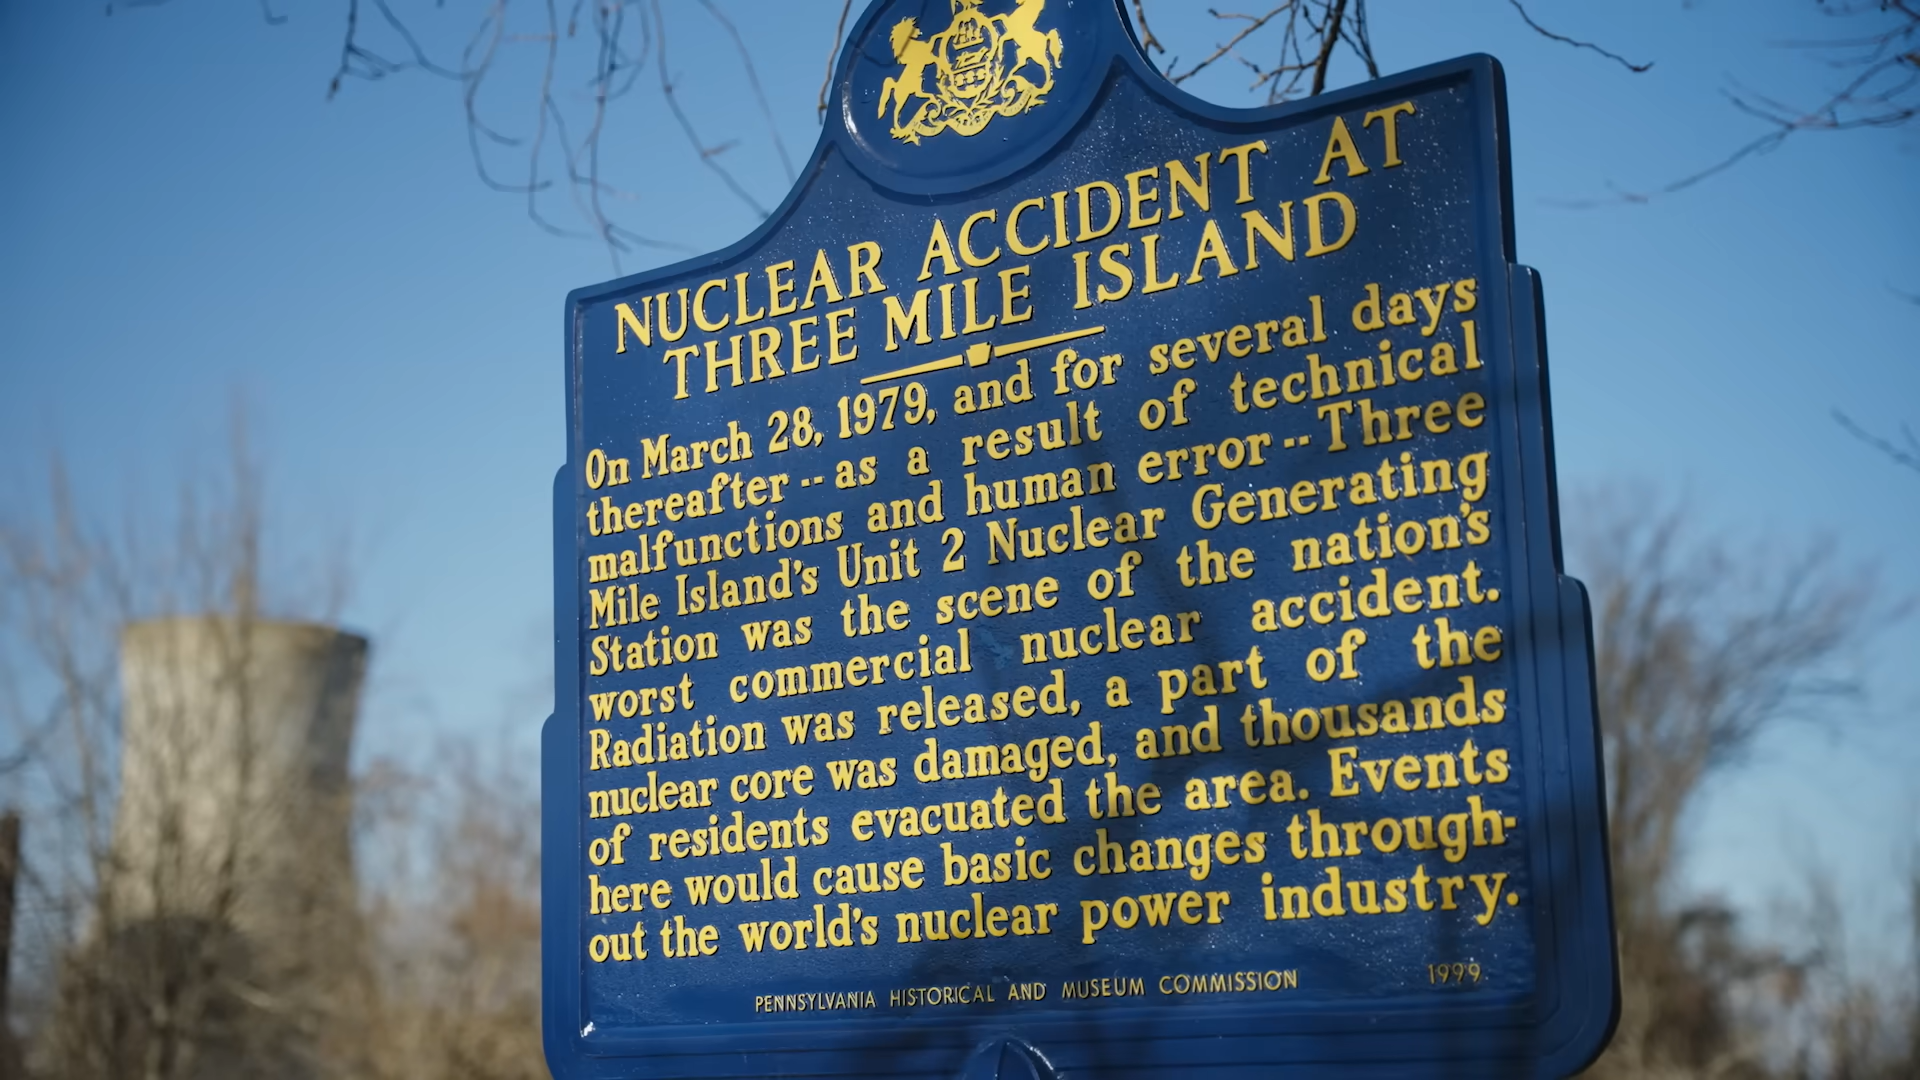 NUCLEAR ACCIDENT AT
THREE MILE ISLAND
On March 28, 1979, and for several days
thereafter -- as a result of technical
malfunctions and human error -- Three
Mile Island's Unit 2 Nuclear Generating
Station was the scene of the nation's
worst commercial nuclear accident.
Radiation was released, a part of the
nuclear core was damaged, and thousands
of residents evacuated the area. Events
here would cause basic changes through-
out the world's nuclear power industry.
PENNSYLVANIA HISTORICAL AND MUSEUM COMMISSION 1999